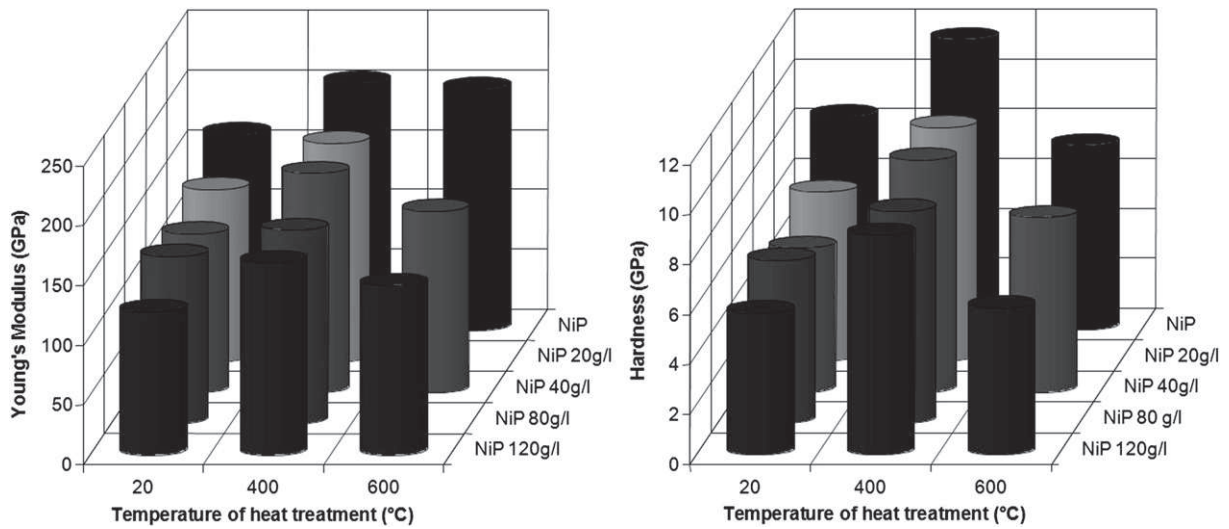 250
200
150
100
50
0
Young's Modulus (GPa)
NiP
NiP 20g/l
NiP 40g/l
NiP 80g/l
NiP 120g/l
20 400 600
Temperature of heat treatment (°C)
12
10
8
6
4
2
0
Hardness (GPa)
NiP
NiP 20g/l
NiP 40g/l
NiP 80 g/l
NiP 120g/l
20 400 600
Temperature of heat treatment (°C)